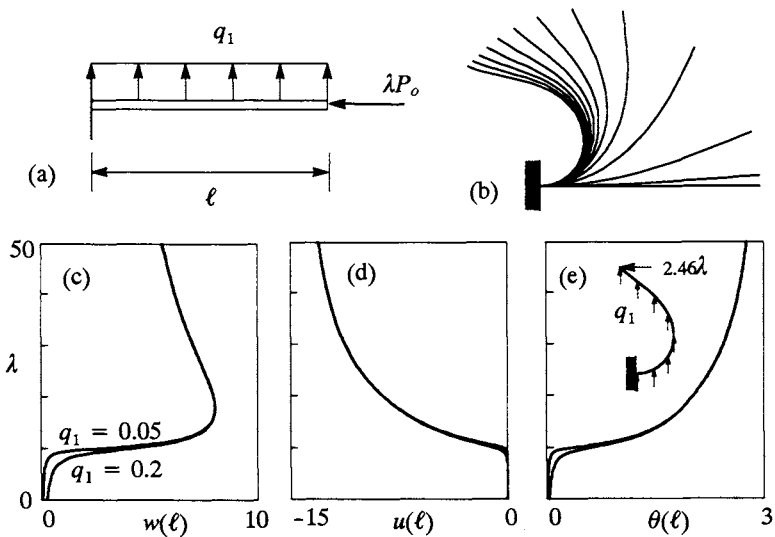 q₁
λPₒ
(a)
ℓ
(b)
50
(c)
(d)
(e)
2.46λ
q₁
λ
q₁ = 0.05
q₁ = 0.2
0
0
w(ℓ)
10
-15
u(ℓ)
0
0
θ(ℓ)
3